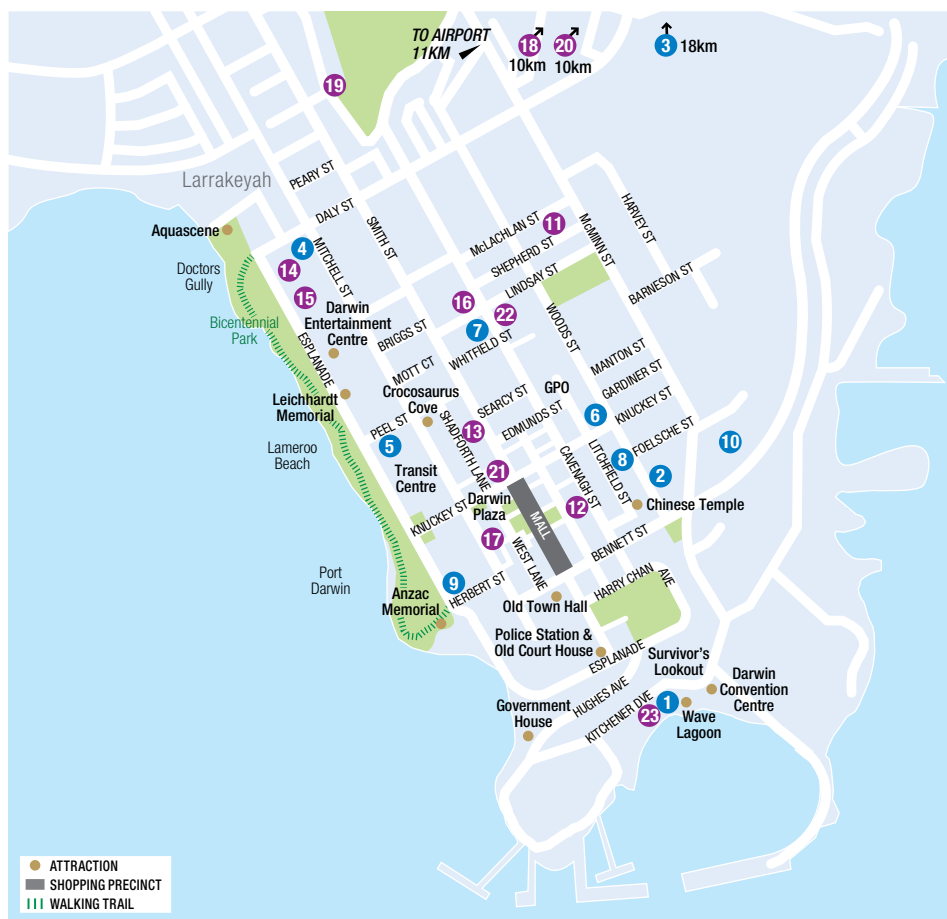 TO AIRPORT
11KM
18
10km
20
10km
3
18km
19
Larrakeyah
PEARY ST
DALY ST
SMITH ST
MITCHELL ST
Aquascene
4
14
15
Doctors
Gully
Bicentennial
Park
McLACHLAN ST
11
SHEPHERD ST
LINDSAY ST
McMINN ST
HARVEY ST
BARNESON ST
16
22
7
WOODS ST
BRIGGS ST
WHITFIELD ST
Darwin
Entertainment
Centre
ESPLANADE
MOTT CT
MANTON ST
GARDINER ST
KNUCKEY ST
GPO
6
Crocosaurus
Cove
Leichhardt
Memorial
SEARCY ST
EDMUNDS ST
PEEL ST
5
SHADFORTH LANE
13
FOELSCHE ST
10
8
2
Lameroo
Beach
Transit
Centre
21
CAVENAGH ST
LITCHFIELD ST
Chinese Temple
Darwin
Plaza
MALL
12
KNUCKEY ST
17
WEST LANE
BENNETT ST
Port
Darwin
9
HERBERT ST
HARRY CHAN
AVE
Anzac
Memorial
Old Town Hall
Police Station &
Old Court House
ESPLANADE
Survivor's
Lookout
Darwin
Convention
Centre
HUGHES AVE
KITCHENER DVE
1
23
Wave
Lagoon
Government
House
ATTRACTION
SHOPPING PRECINCT
WALKING TRAIL